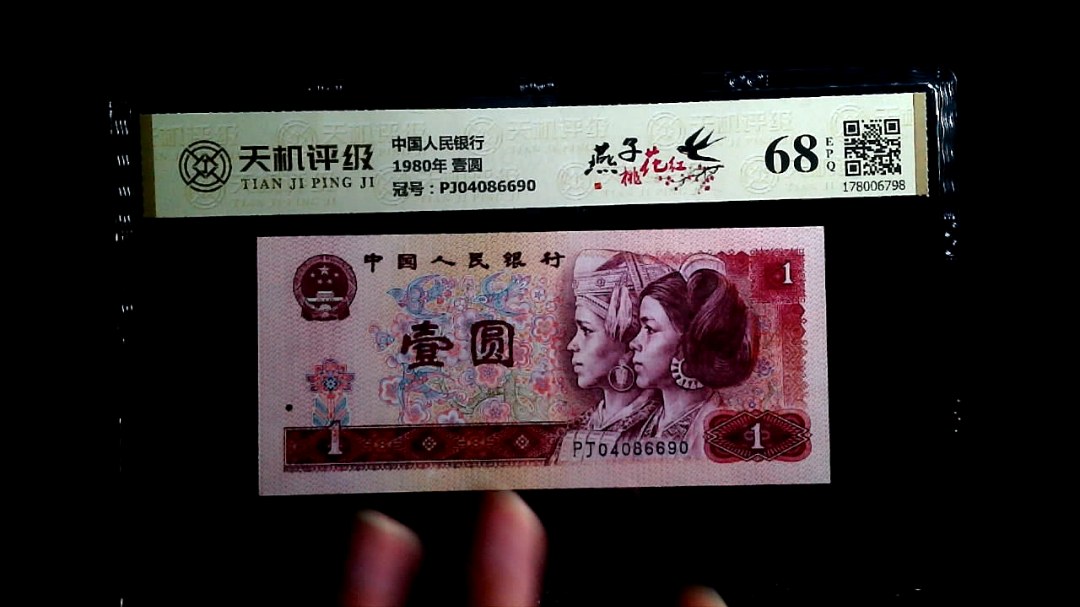 天机评级
TIAN JI PING JI
中国人民银行
1980年 壹圆
冠号：PJ04086690
燕子
桃花红
68
EPQ
178006798
中国人民银行
1
壹圆
1
PJ04086690
1